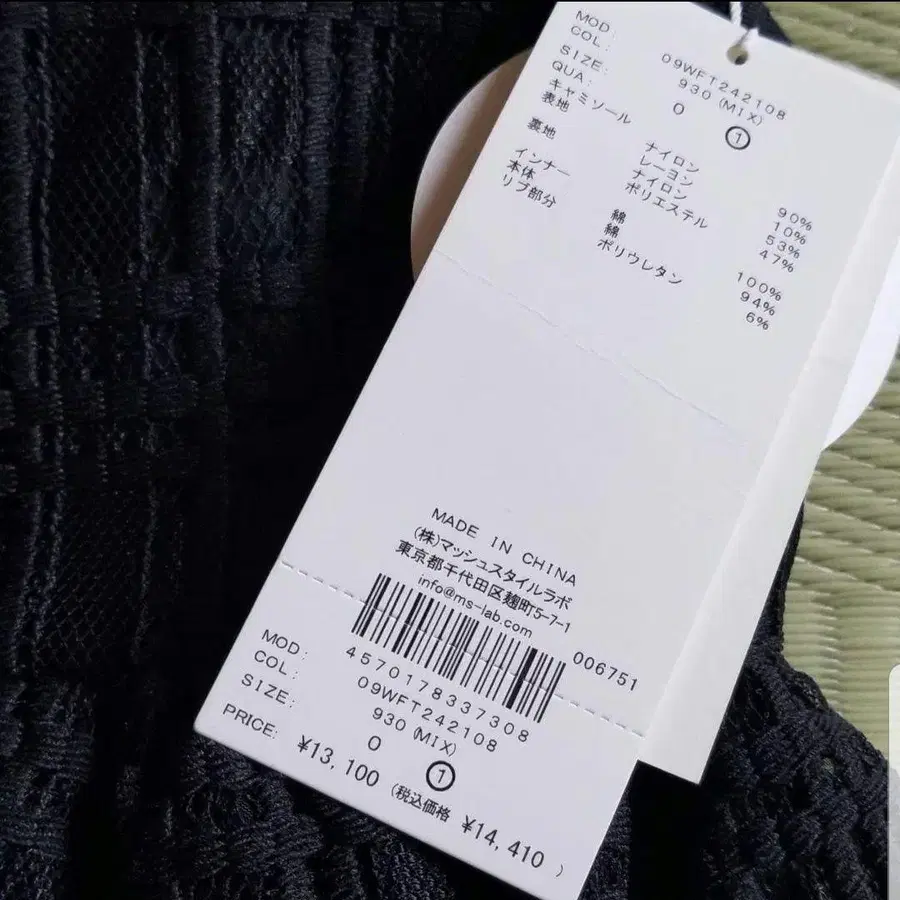 MOD: 09WFT242108
COL: 930(MIX)
SIZE: 0 ①
QUA:
キャミソール
表地 ナイロン 90%
レーヨン 10%
裏地 ナイロン 53%
ポリエステル 47%
インナー
本体 綿 100%
リブ部分 綿 94%
ポリウレタン 6%
MADE IN CHINA
(株)マッシュスタイルラボ
東京都千代田区麹町5-7-1
info@ms-lab.com
006751
4570178337308
MOD: 09WFT242108
COL: 930(MIX)
SIZE: 0 ①
PRICE: ¥13,100 (税込価格 ¥14,410 )